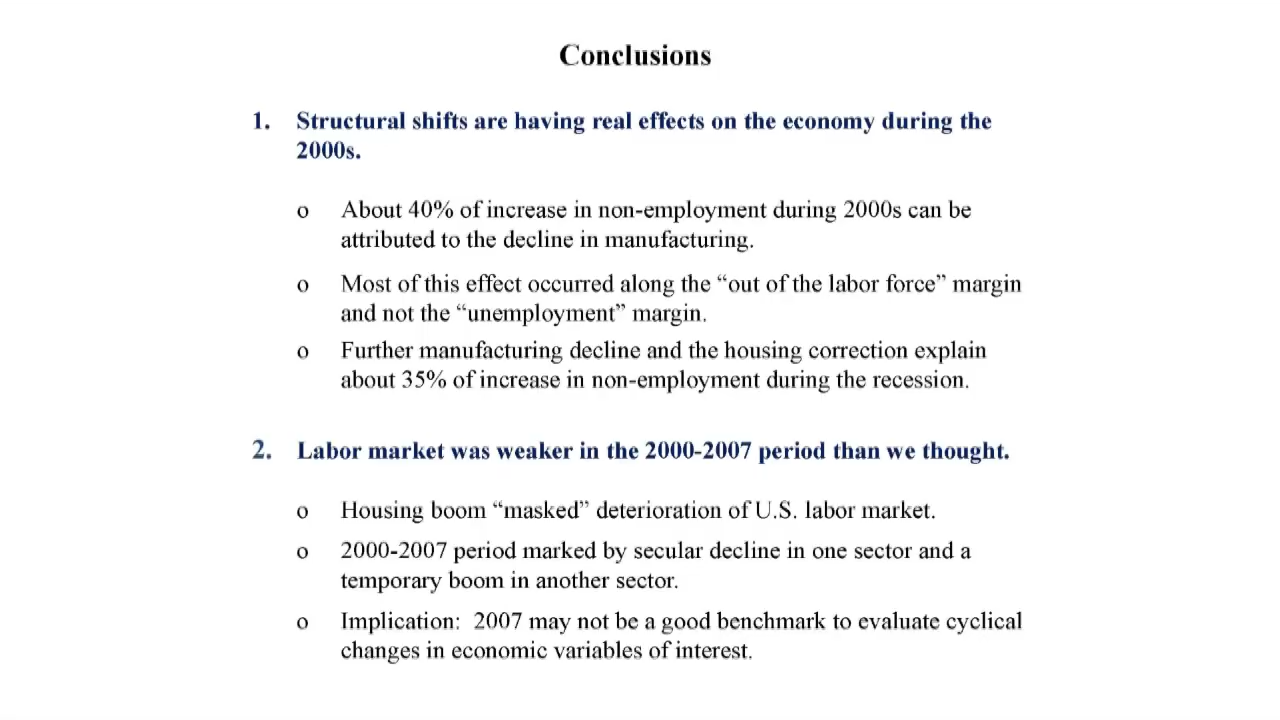 Conclusions
1. Structural shifts are having real effects on the economy during the
2000s.
o About 40% of increase in non-employment during 2000s can be
attributed to the decline in manufacturing.
o Most of this effect occurred along the “out of the labor force” margin
and not the “unemployment” margin.
o Further manufacturing decline and the housing correction explain
about 35% of increase in non-employment during the recession.
2. Labor market was weaker in the 2000-2007 period than we thought.
o Housing boom “masked” deterioration of U.S. labor market.
o 2000-2007 period marked by secular decline in one sector and a
temporary boom in another sector.
o Implication:  2007 may not be a good benchmark to evaluate cyclical
changes in economic variables of interest.